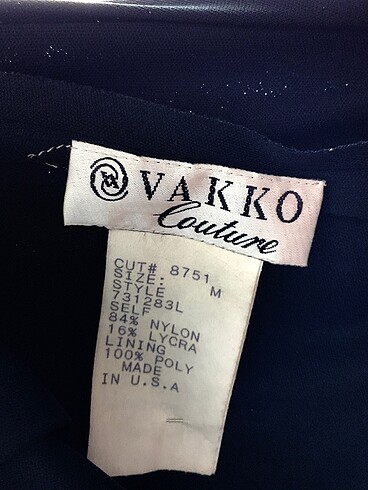 VAKKO
Couture
CUT# 8751
SIZE: M
STYLE
731283L
SELF
84% NYLON
16% LYCRA
LINING
100% POLY
MADE
IN U.S.A